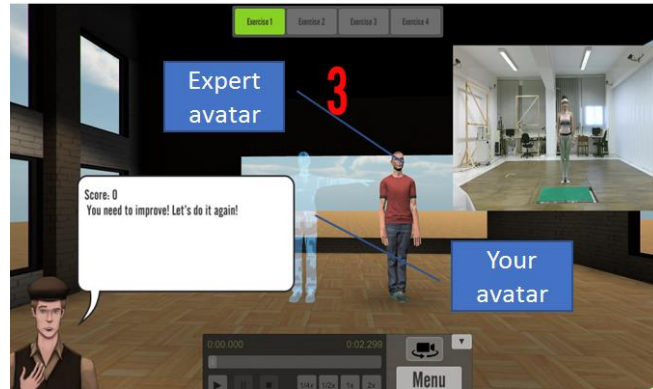 Exercise 1
Exercise 2
Exercise 3
Exercise 4
Expert
avatar
3
Score: 0
You need to improve! Let's do it again!
Your
avatar
0:00,000
0:02,299
1/4x
1/2x
1x
2x
Menu